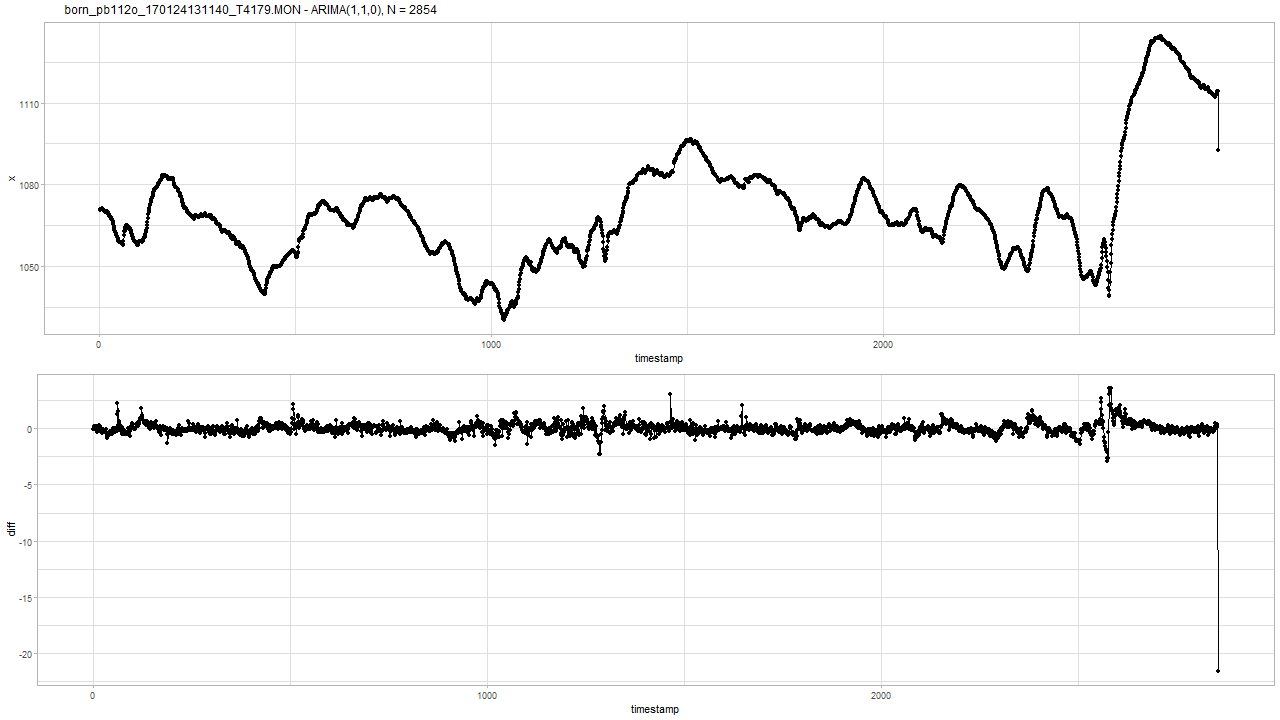 born_pb112o_170124131140_T4179.MON - ARIMA(1,1,0), N = 2854
x
1110
1080
1050
0 1000 2000
timestamp
diff
0
-5
-10
-15
-20
0 1000 2000
timestamp